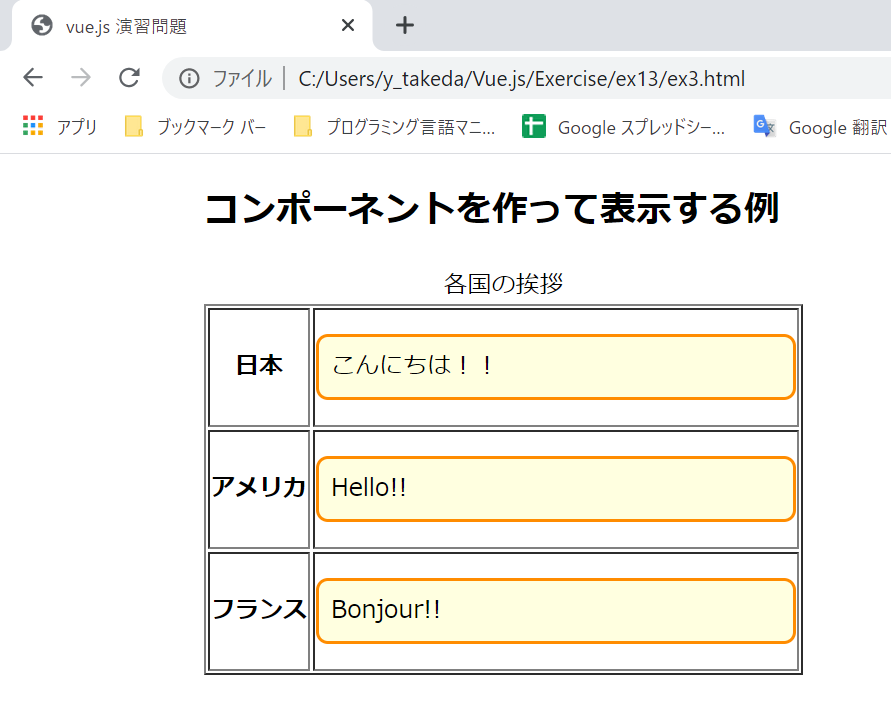 vue.js 演習問題
ファイル | C:/Users/y_takeda/Vue.js/Exercise/ex13/ex3.html
アプリ ブックマーク バー プログラミング言語マニ... Google スプレッドシー... Google 翻訳
コンポーネントを作って表示する例
各国の挨拶
日本 こんにちは！！
アメリカ Hello!!
フランス Bonjour!!